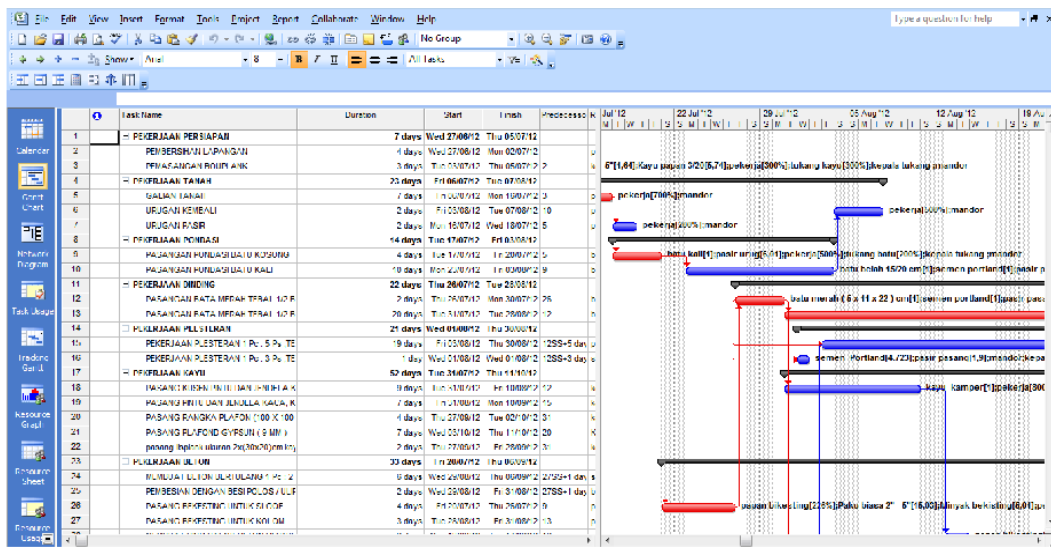 File Edit View Insert Format Tools Project Report Collaborate Window Help Type a question for help
No Group
Show Arial 8 B I U All Tasks
Task Name Duration Start Finish Predecesso R Jul '12 22 Jul '12 29 Jul '12 05 Aug '12 12 Aug '12
1 PEKERJAAN PERSIAPAN 7 days Wed 27/06/12 Thu 05/07/12
2 PEMBERSIHAN LAPANGAN 4 days Wed 27/06/12 Mon 02/07/12
3 PEMASANGAN BOUPLANK 3 days Tue 03/07/12 Thu 05/07/12 2 5"[1,64];Kayu papan 3/20[5,74];pekerja[300%];tukang kayu[300%];kepala tukang ;mandor
4 PEKERJAAN TANAH 23 days Fri 06/07/12 Tue 07/08/12
5 GALIAN TANAH 7 days Fri 06/07/12 Mon 16/07/12 3 pekerja[700%];mandor
6 URUGAN KEMBALI 2 days Fri 03/08/12 Tue 07/08/12 10 pekerja[500%];mandor
7 URUGAN PASIR 2 days Mon 16/07/12 Wed 18/07/12 5 pekerja[200%];mandor
8 PEKERJAAN PONDASI 14 days Tue 17/07/12 Fri 03/08/12
9 PASANGAN PONDASI BATU KOSONG 4 days Tue 17/07/12 Fri 20/07/12 5 batu kali[1];pasir urug[6,01];pekerja[500%];tukang batu[200%];kepala tukang ;mandor
10 PASANGAN PONDASI BATU KALI 10 days Mon 23/07/12 Fri 03/08/12 9 batu belah 15/20 cm[1];semen portland[1];pasir p
11 PEKERJAAN DINDING 22 days Thu 26/07/12 Tue 28/08/12
12 PASANGAN BATA MERAH TEBAL 1/2 B 2 days Thu 26/07/12 Mon 30/07/12 26 batu merah ( 5 x 11 x 22 ) cm[1];semen portland[1];pasir pasa
13 PASANGAN BATA MERAH TEBAL 1/2 B 20 days Tue 31/07/12 Tue 28/08/12 12
14 PEKERJAAN PLESTERAN 21 days Wed 01/08/12 Thu 30/08/12
15 PEKERJAAN PLESTERAN 1 Pc : 5 Ps TE 19 days Fri 03/08/12 Thu 30/08/12 12SS+5 day
16 PEKERJAAN PLESTERAN 1 Pc : 3 Ps TE 1 day Wed 01/08/12 Wed 01/08/12 12SS+3 day semen Portland[4,723];pasir pasang[1,9];mandor;kepa
17 PEKERJAAN KAYU 52 days Tue 31/07/12 Thu 11/10/12
18 PASANG KUSEN PINTU DAN JENDELA K 9 days Tue 31/07/12 Fri 10/08/12 12 kayu kamper[1];pekerja[800
19 PASANG PINTU DAN JENDELA KACA, K 7 days Fri 31/08/12 Mon 10/09/12 15
20 PASANG RANGKA PLAFON (100 X 100 4 days Thu 27/09/12 Tue 02/10/12 31
21 PASANG PLAFOND GYPSUN ( 9 MM ) 7 days Wed 03/10/12 Thu 11/10/12 20
22 pasang lisplank ukuran 2x(30x20)cm kay 2 days Thu 27/09/12 Fri 28/09/12 31
23 PEKERJAAN BETON 33 days Fri 20/07/12 Thu 06/09/12
24 MEMBUAT BETON BERTULANG 1 Pc : 2 6 days Wed 29/08/12 Thu 06/09/12 27SS+1 day
25 PEMBESIAN DENGAN BESI POLOS / ULIR 2 days Wed 29/08/12 Fri 31/08/12 27SS+1 day
26 PASANG BEKESTING UNTUK SLOOF 4 days Fri 20/07/12 Thu 26/07/12 9
27 PASANG BEKESTING UNTUK KOLOM 3 days Tue 28/08/12 Fri 31/08/12 13
Calendar
Gantt
Chart
Network
Diagram
Task Usage
Tracking
Gantt
Resource
Graph
Resource
Sheet
Resource